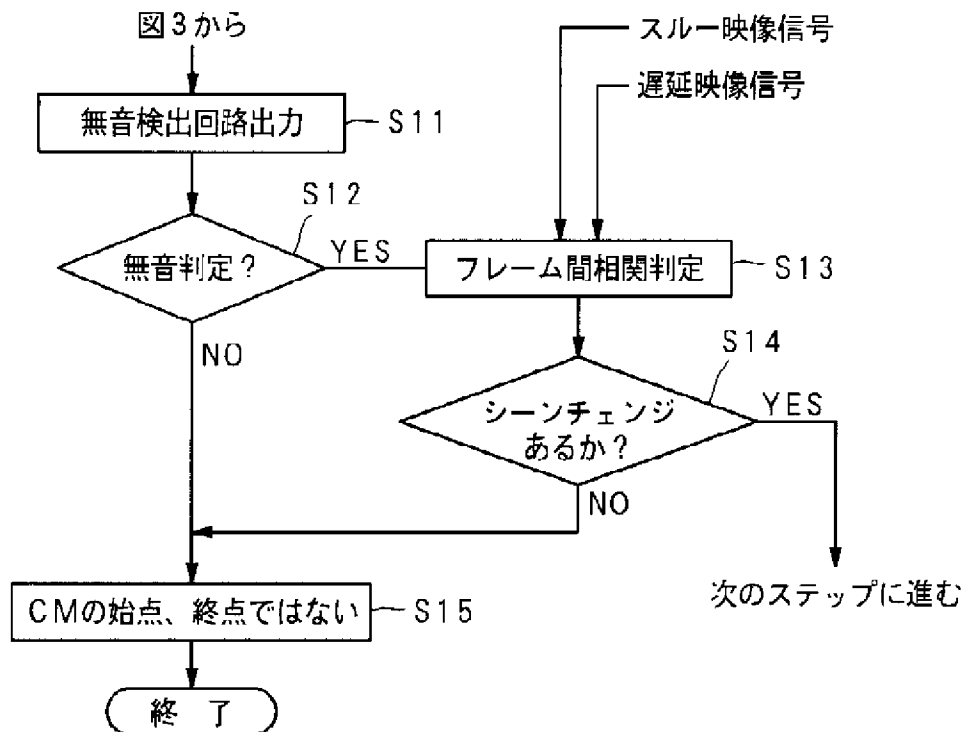 図3から
スルー映像信号
遅延映像信号
無音検出回路出力
S11
S12
無音判定?
YES
フレーム間相関判定
S13
NO
S14
シーンチェンジ
あるか?
YES
NO
CMの始点、終点ではない
S15
次のステップに進む
終 了